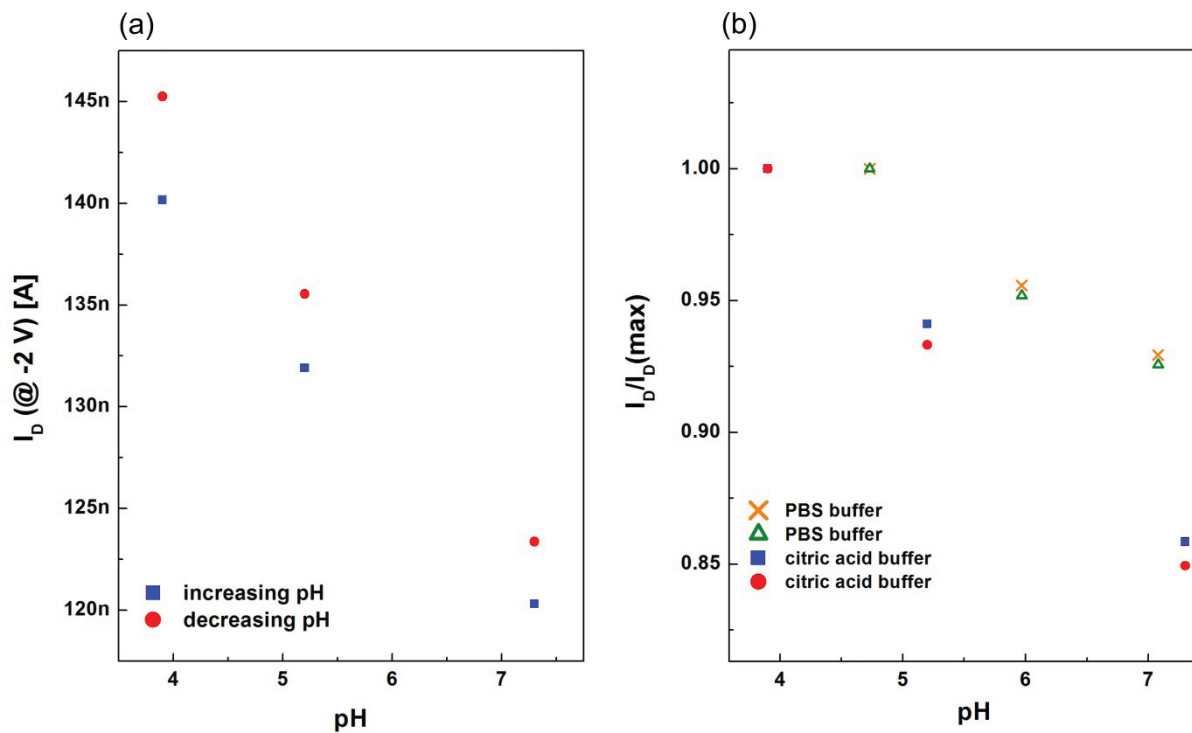 (a)
145n
140n
135n
130n
125n
120n
I_D (@ -2 V) [A]
increasing pH
decreasing pH
4 5 6 7
pH
(b)
1.00
0.95
0.90
0.85
I_D/I_D(max)
PBS buffer
PBS buffer
citric acid buffer
citric acid buffer
4 5 6 7
pH